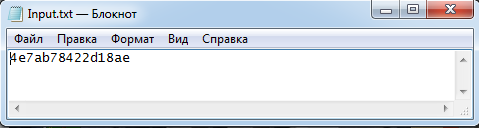 Input.txt — Блокнот
Файл Правка Формат Вид Справка
4e7ab78422d18ae